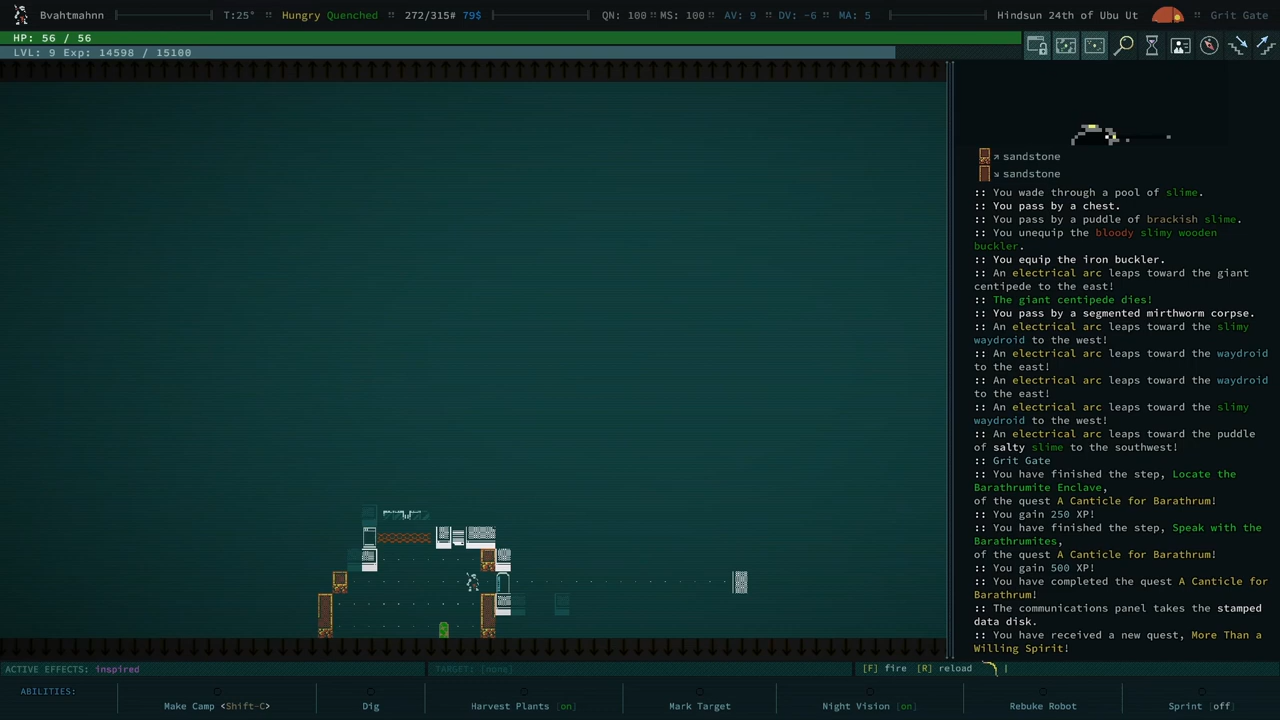 Bvahtmahn T:25° :: Hungry Quenched :: 272/315# 79$ QN: 100 :: MS: 100 :: AV: 9 :: DV: -6 :: MA: 5 Hindsun 24th of Ubu Ut :: Grit Gate
HP: 56 / 56
LVL: 9 Exp: 14598 / 15100
sandstone
sandstone
:: You wade through a pool of slime.
:: You pass by a chest.
:: You pass by a puddle of brackish slime.
:: You unequip the bloody slimy wooden
buckler.
:: You equip the iron buckler.
:: An electrical arc leaps toward the giant
centipede to the east!
:: The giant centipede dies!
:: You pass by a segmented mirthworm corpse.
:: An electrical arc leaps toward the slimy
waydroid to the west!
:: An electrical arc leaps toward the waydroid
to the east!
:: An electrical arc leaps toward the waydroid
to the east!
:: An electrical arc leaps toward the slimy
waydroid to the west!
:: An electrical arc leaps toward the puddle
of salty slime to the southwest!
:: Grit Gate
:: You have finished the step, Locate the
Barathrumite Enclave,
of the quest A Canticle for Barathrum!
:: You gain 250 XP!
:: You have finished the step, Speak with the
Barathrumites,
of the quest A Canticle for Barathrum!
:: You gain 500 XP!
:: You have completed the quest A Canticle for
Barathrum!
:: The communications panel takes the stamped
data disk.
:: You have received a new quest, More Than a
Willing Spirit!
ACTIVE EFFECTS: inspired TARGET: [none] [F] fire [R] reload
ABILITIES: Make Camp <Shift-C> Dig Harvest Plants [on] Mark Target Night Vision [on] Rebuke Robot Sprint [off]